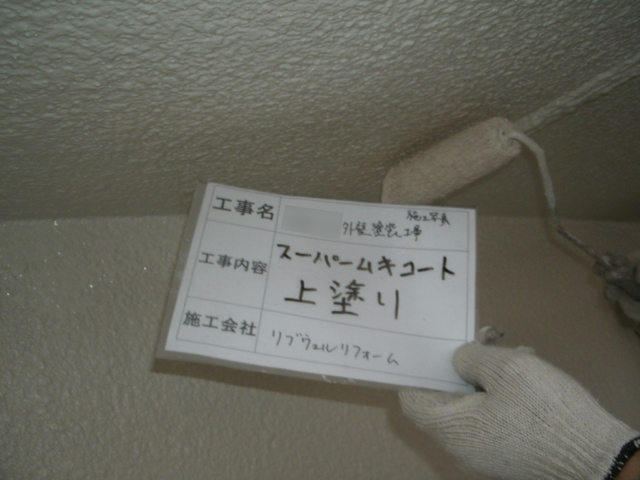 工事名
施工写真
外壁塗装工事
工事内容
スーパームキコート
上塗り
施工会社
リブウェルリフォーム